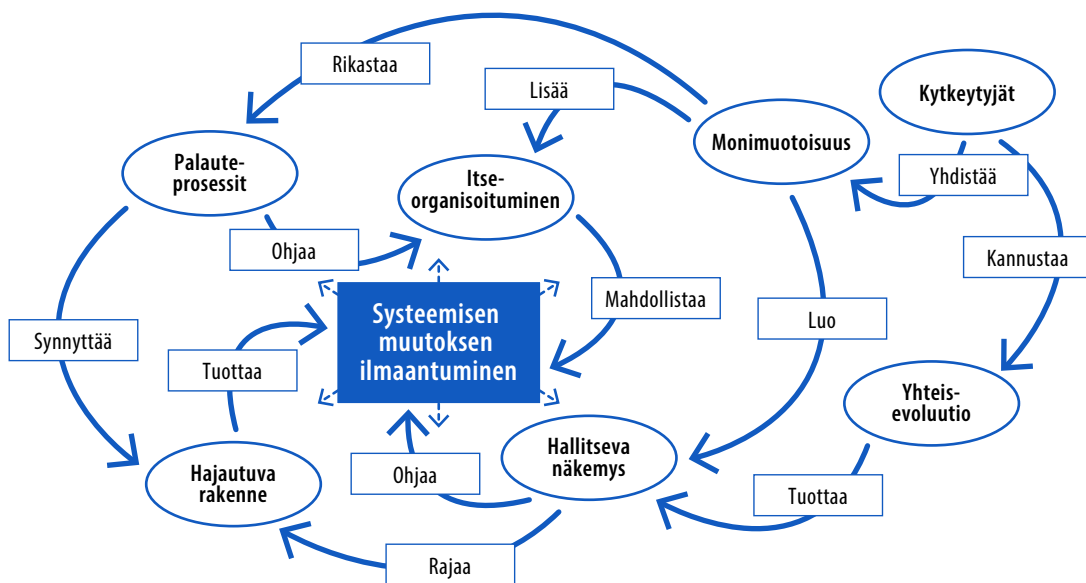 Rikastaa
Lisää
Kytkeytyjät
Monimuotoisuus
Palaute-
prosessit
Itse-
organisoituminen
Yhdistää
Ohjaa
Kannustaa
Mahdollistaa
Systeemisen
muutoksen
ilmaantuminen
Luo
Synnyttää
Tuottaa
Yhteis-
evoluutio
Hallitseva
näkemys
Hajautuva
rakenne
Ohjaa
Tuottaa
Rajaa